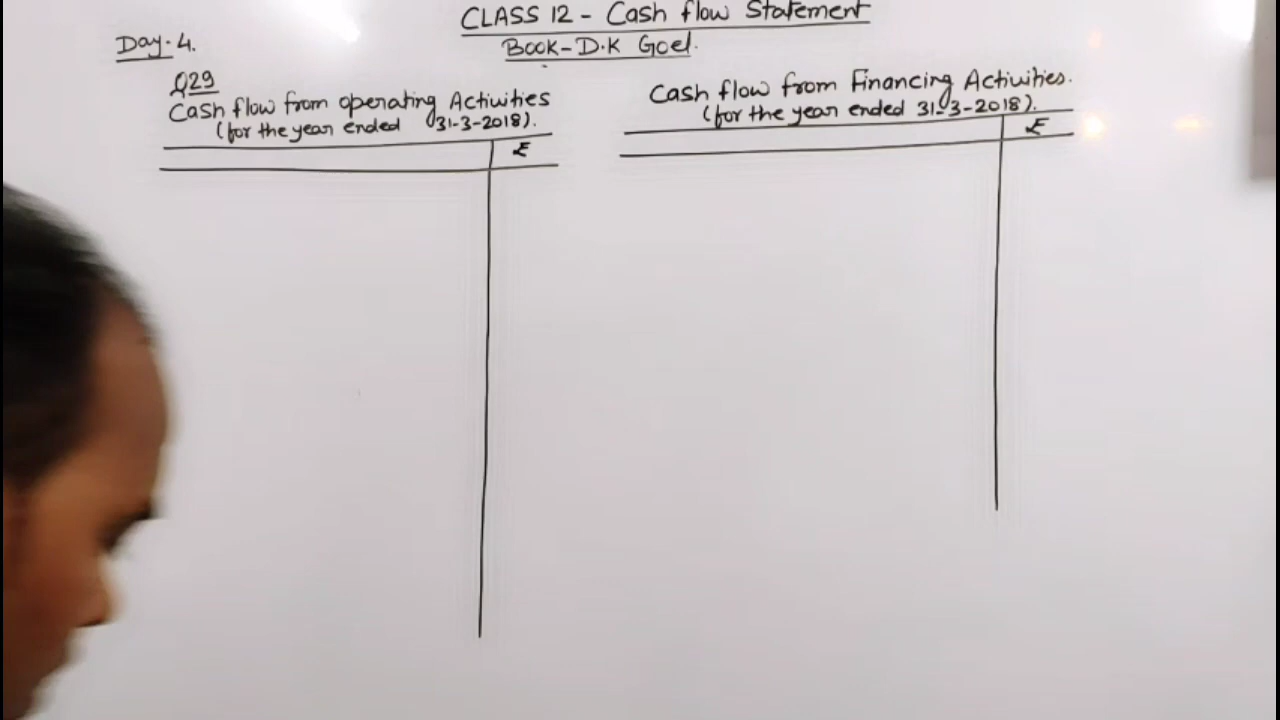 CLASS 12 - Cash flow Statement
Book - D.K Goel.
Day. 4.
Q29
Cash flow from operating Activities
(for the year ended 31-3-2018).
₹
Cash flow from Financing Activities.
(for the year ended 31-3-2018).
₹